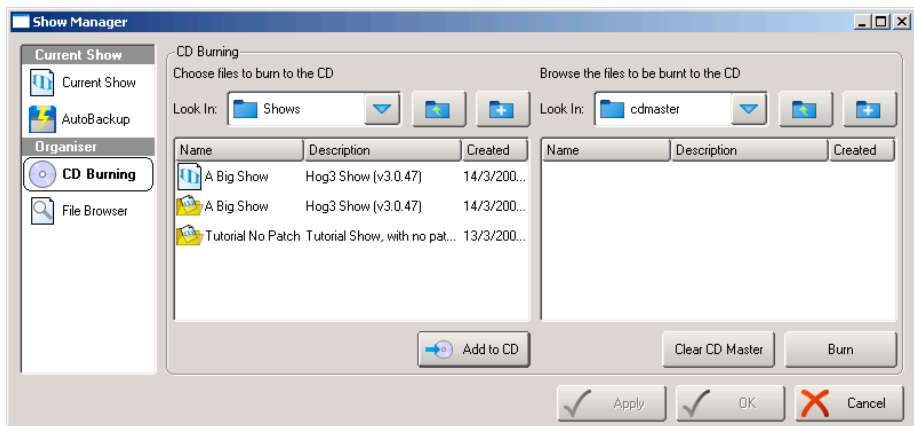 Show Manager
Current Show
Current Show
AutoBackup
Organiser
CD Burning
File Browser
CD Burning
Choose files to burn to the CD
Look In: Shows
Name Description Created
A Big Show Hog3 Show (v3.0.47) 14/3/200...
A Big Show Hog3 Show (v3.0.47) 14/3/200...
Tutorial No Patch Tutorial Show, with no pat... 13/3/200...
Add to CD
Browse the files to be burnt to the CD
Look In: cdmaster
Name Description Created
Clear CD Master Burn
Apply OK Cancel